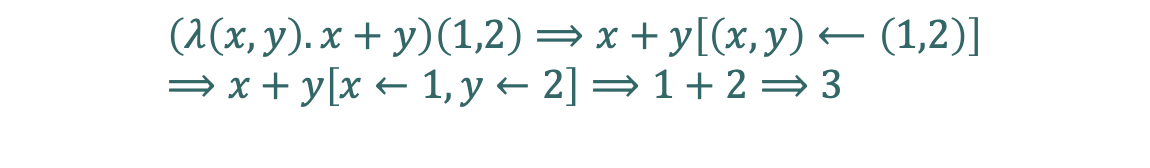 (λ(x, y). x + y)(1,2) ⟹ x + y[(x, y) ⟵ (1,2)]
⟹ x + y[x ← 1, y ← 2] ⟹ 1 + 2 ⟹ 3